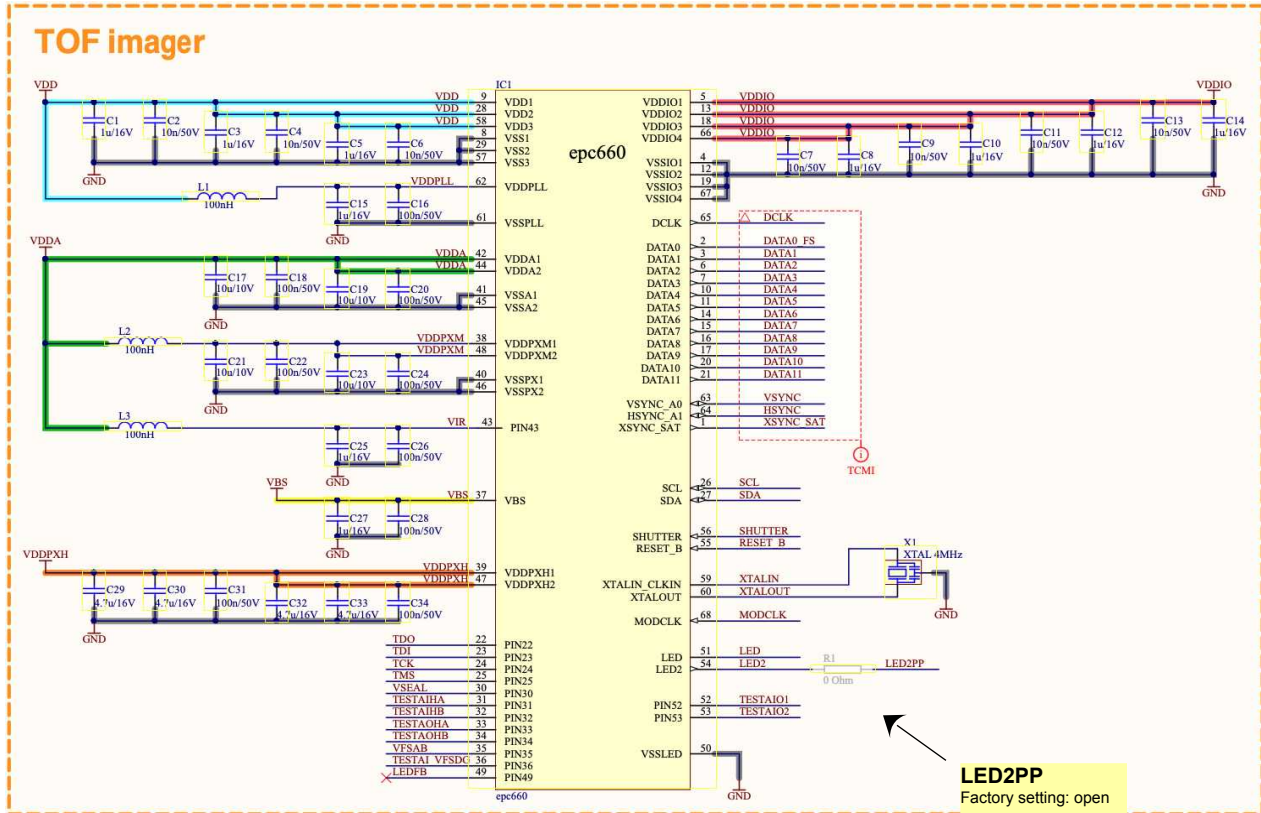 TOF imager
IC1
epc660
VDD
C1
1u/16V
C2
10n/50V
C3
1u/16V
C4
10n/50V
C5
1u/16V
C6
10n/50V
GND
VDD 9 VDD1
VDD 28 VDD2
VDD 58 VDD3
8 VSS1
29 VSS2
57 VSS3
L1
100nH
VDDPLL 62 VDDPLL
C15
1u/16V
C16
100n/50V
61 VSSPLL
GND
VDDA
VDDA 42 VDDA1
VDDA 44 VDDA2
C17
10u/10V
C18
100n/50V
C19
10u/10V
C20
100n/50V
41 VSSA1
45 VSSA2
GND
L2
100nH
VDDPXM 38 VDDPXM1
VDDPXM 48 VDDPXM2
C21
10u/10V
C22
100n/50V
C23
10u/10V
C24
100n/50V
40 VSSPX1
46 VSSPX2
GND
L3
100nH
VIR 43 PIN43
C25
1u/16V
C26
100n/50V
GND
VBS
VBS 37 VBS
C27
1u/16V
C28
100n/50V
GND
VDDPXH
VDDPXH 39 VDDPXH1
VDDPXH 47 VDDPXH2
C29
4.7u/16V
C30
4.7u/16V
C31
100n/50V
C32
4.7u/16V
C33
4.7u/16V
C34
100n/50V
GND
TDO 22 PIN22
TDI 23 PIN23
TCK 24 PIN24
TMS 25 PIN25
VSEAL 30 PIN30
TESTAIHA 31 PIN31
TESTAIHB 32 PIN32
TESTAOHA 33 PIN33
TESTAOHB 34 PIN34
VFSAB 35 PIN35
TESTAI_VFSDC 36 PIN36
LEDFB 49 PIN49
epc660
VDDIO1 5 VDDIO
VDDIO2 13 VDDIO
VDDIO3 18 VDDIO
VDDIO4 66 VDDIO
VDDIO
C7
10n/50V
C8
1u/16V
C9
10n/50V
C10
1u/16V
C11
10n/50V
C12
1u/16V
C13
10n/50V
C14
1u/16V
VSSIO1 4
VSSIO2 12
VSSIO3 19
VSSIO4 67
GND
DCLK 65 DCLK
DATA0 2 DATA0_FS
DATA1 3 DATA1
DATA2 6 DATA2
DATA3 7 DATA3
DATA4 10 DATA4
DATA5 11 DATA5
DATA6 14 DATA6
DATA7 15 DATA7
DATA8 16 DATA8
DATA9 17 DATA9
DATA10 20 DATA10
DATA11 21 DATA11
VSYNC_A0 63 VSYNC
HSYNC_A1 64 HSYNC
XSYNC_SAT 1 XSYNC_SAT
i
TCMI
SCL 26 SCL
SDA 27 SDA
SHUTTER 56 SHUTTER
RESET_B 55 RESET_B
X1
XTAL 4MHz
XTALIN_CLKIN 59 XTALIN
XTALOUT 60 XTALOUT
GND
MODCLK 68 MODCLK
LED 51 LED
LED2 54 LED2
R1
0 Ohm
LED2PP
PIN52 52 TESTAIO1
PIN53 53 TESTAIO2
VSSLED 50
GND
LED2PP
Factory setting: open